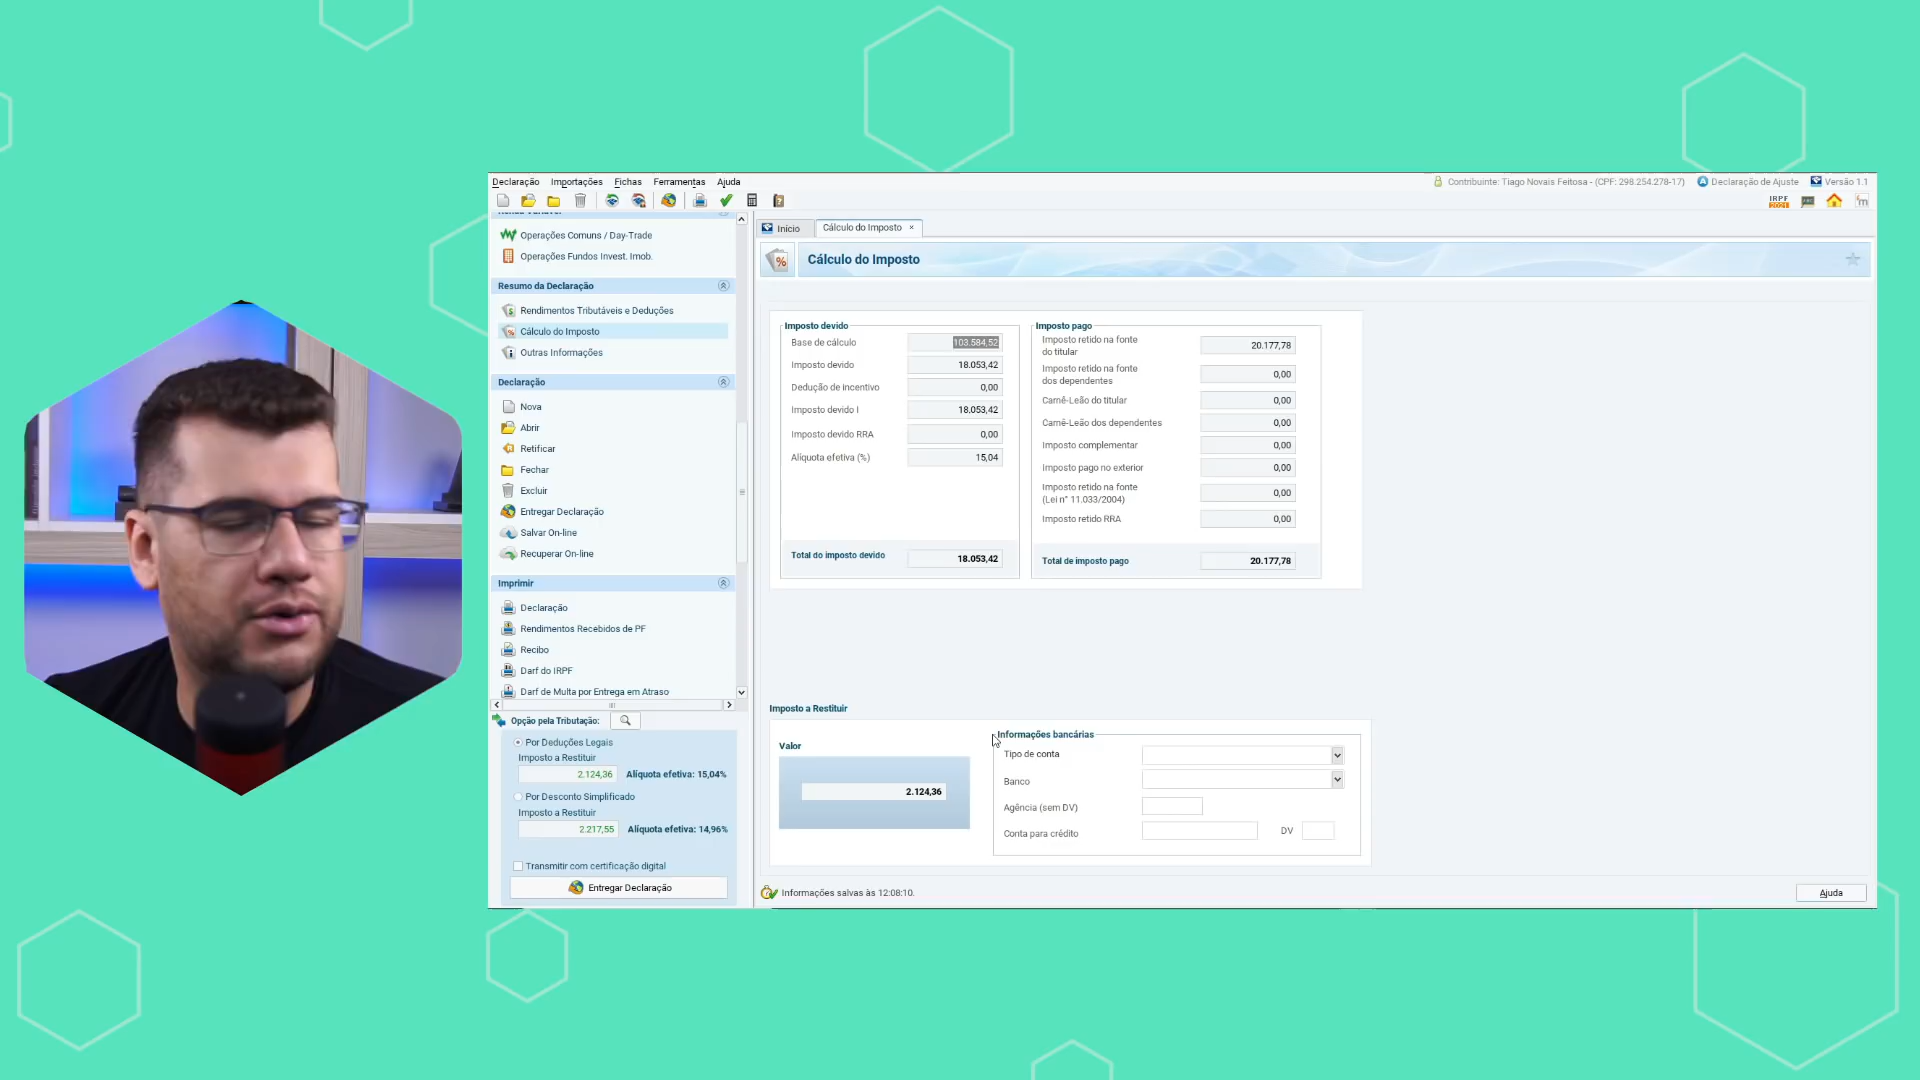 Declaração Importações Fichas Ferramentas Ajuda
Contribuinte: Tiago Novais Feitosa - (CPF: 298.254.278-17) Declaração de Ajuste Versão 1.1
IRPF
2021
Renda Variável
Operações Comuns / Day-Trade
Operações Fundos Invest. Imob.
Resumo da Declaração
Rendimentos Tributáveis e Deduções
Cálculo do Imposto
Outras Informações
Declaração
Nova
Abrir
Retificar
Fechar
Excluir
Entregar Declaração
Salvar On-line
Recuperar On-line
Imprimir
Declaração
Rendimentos Recebidos de PF
Recibo
Darf do IRPF
Darf de Multa por Entrega em Atraso
Opção pela Tributação:
Por Deduções Legais
Imposto a Restituir
2.124,36 Alíquota efetiva: 15,04%
Por Desconto Simplificado
Imposto a Restituir
2.217,55 Alíquota efetiva: 14,96%
Transmitir com certificação digital
Entregar Declaração
Início Cálculo do Imposto ×
Cálculo do Imposto
Imposto devido
Base de cálculo 103.584,52
Imposto devido 18.053,42
Dedução de incentivo 0,00
Imposto devido I 18.053,42
Imposto devido RRA 0,00
Alíquota efetiva (%) 15,04
Total do imposto devido 18.053,42
Imposto pago
Imposto retido na fonte
do titular 20.177,78
Imposto retido na fonte
dos dependentes 0,00
Carnê-Leão do titular 0,00
Carnê-Leão dos dependentes 0,00
Imposto complementar 0,00
Imposto pago no exterior 0,00
Imposto retido na fonte
(Lei nº 11.033/2004) 0,00
Imposto retido RRA 0,00
Total de imposto pago 20.177,78
Imposto a Restituir
Valor
2.124,36
Informações bancárias
Tipo de conta
Banco
Agência (sem DV)
Conta para crédito DV
Informações salvas às 12:08:10.
Ajuda